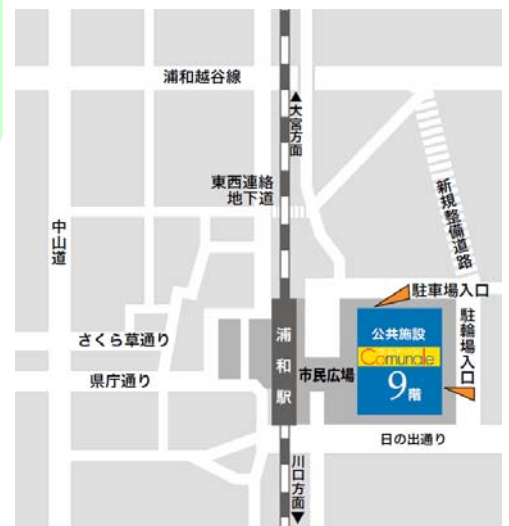 浦和越谷線
▲大宮方面
東西連絡
地下道
中山道
新規整備道路
駐車場入口
さくら草通り
浦和駅
公共施設
Comunale
9階
駐輪場入口
県庁通り
市民広場
日の出通り
川口方面▼